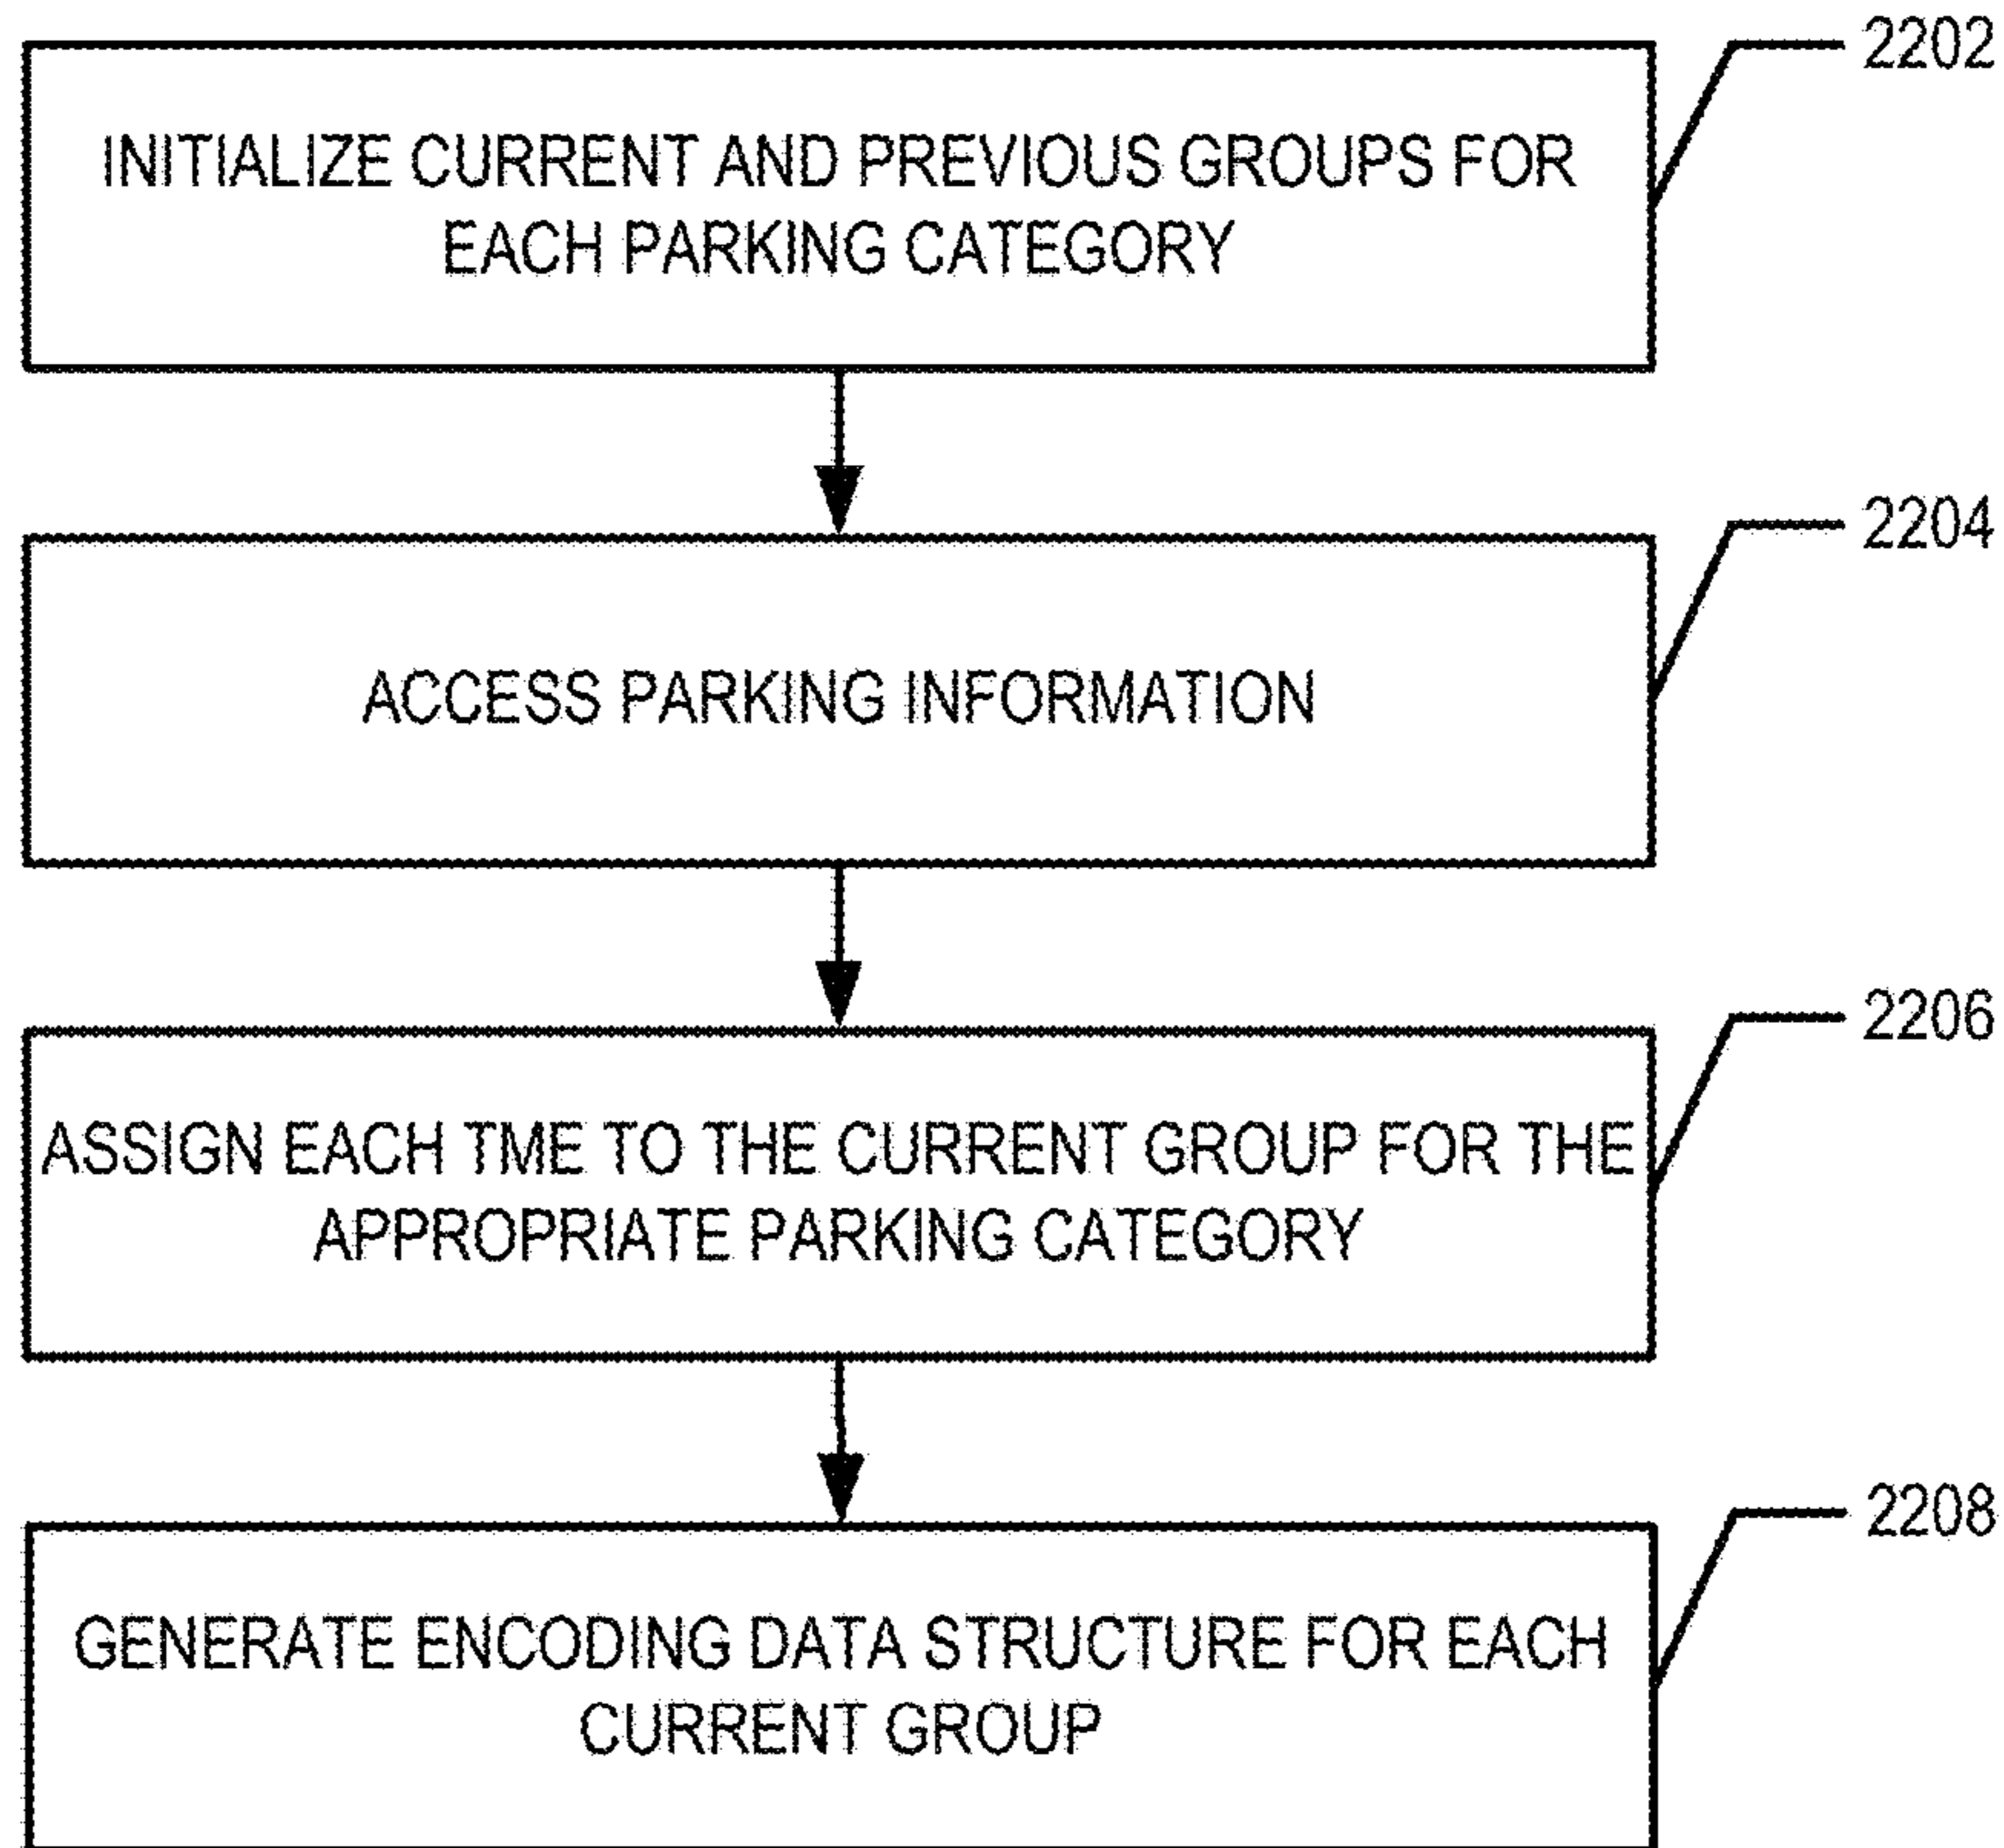 2202
INITIALIZE CURRENT AND PREVIOUS GROUPS FOR
EACH PARKING CATEGORY
2204
ACCESS PARKING INFORMATION
2206
ASSIGN EACH TME TO THE CURRENT GROUP FOR THE
APPROPRIATE PARKING CATEGORY
2208
GENERATE ENCODING DATA STRUCTURE FOR EACH
CURRENT GROUP